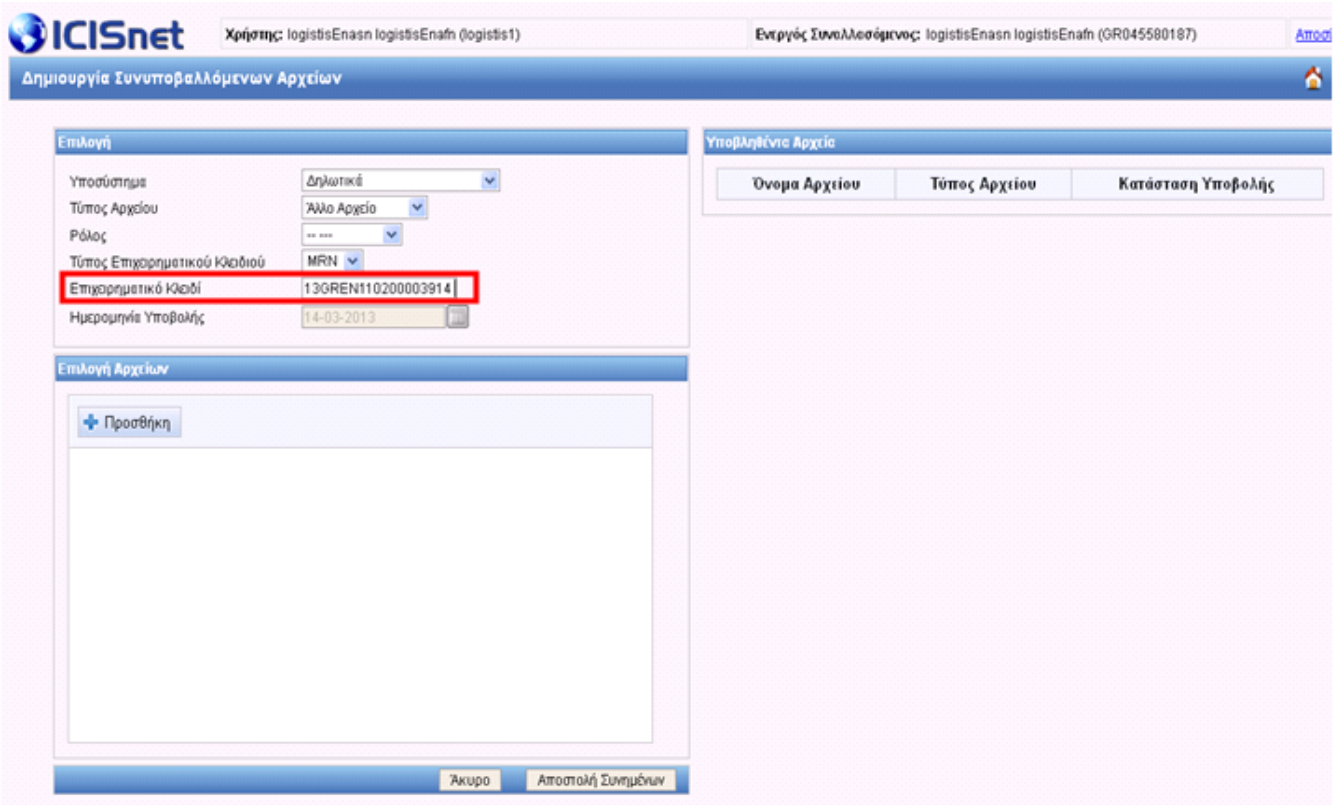 ICISnet
Χρήστης: logistisEnasn logistisEnafn (logistis1)
Ενεργός Συναλλασόμενος: logistisEnasn logistisEnafn (GR045580187)
Αποσ
Δημιουργία Συνυποβαλλόμενων Αρχείων
Επιλογή
Υποσύστημα
Δηλωτικά
Τύπος Αρχείου
Άλλο Αρχείο
Ρόλος
-- ---
Τύπος Επιχειρηματικού Κλειδιού
MRN
Επιχειρηματικό Κλειδί
13GREN110200003914
Ημερομηνία Υποβολής
14-03-2013
Υποβληθέντα Αρχεία
Όνομα Αρχείου Τύπος Αρχείου Κατάσταση Υποβολής
Επιλογή Αρχείων
Προσθήκη
Άκυρο Αποστολή Συνημένων